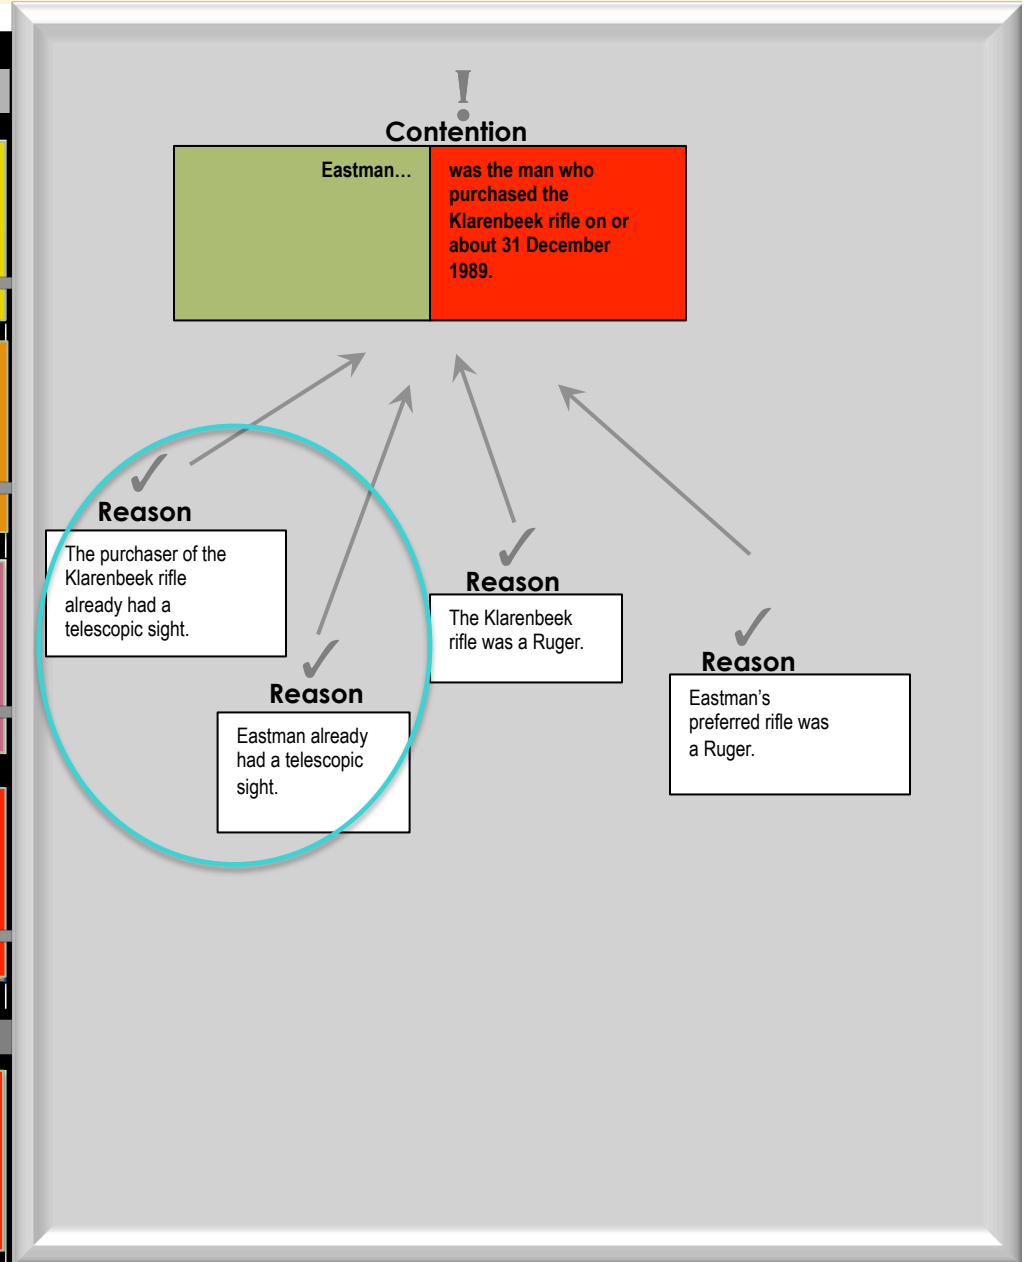 !
Contention
Eastman…
was the man who
purchased the
Klarenbeek rifle on or
about 31 December
1989.
Reason
The purchaser of the
Klarenbeek rifle
already had a
telescopic sight.
Reason
Eastman already
had a telescopic
sight.
Reason
The Klarenbeek
rifle was a Ruger.
Reason
Eastman’s
preferred rifle was
a Ruger.